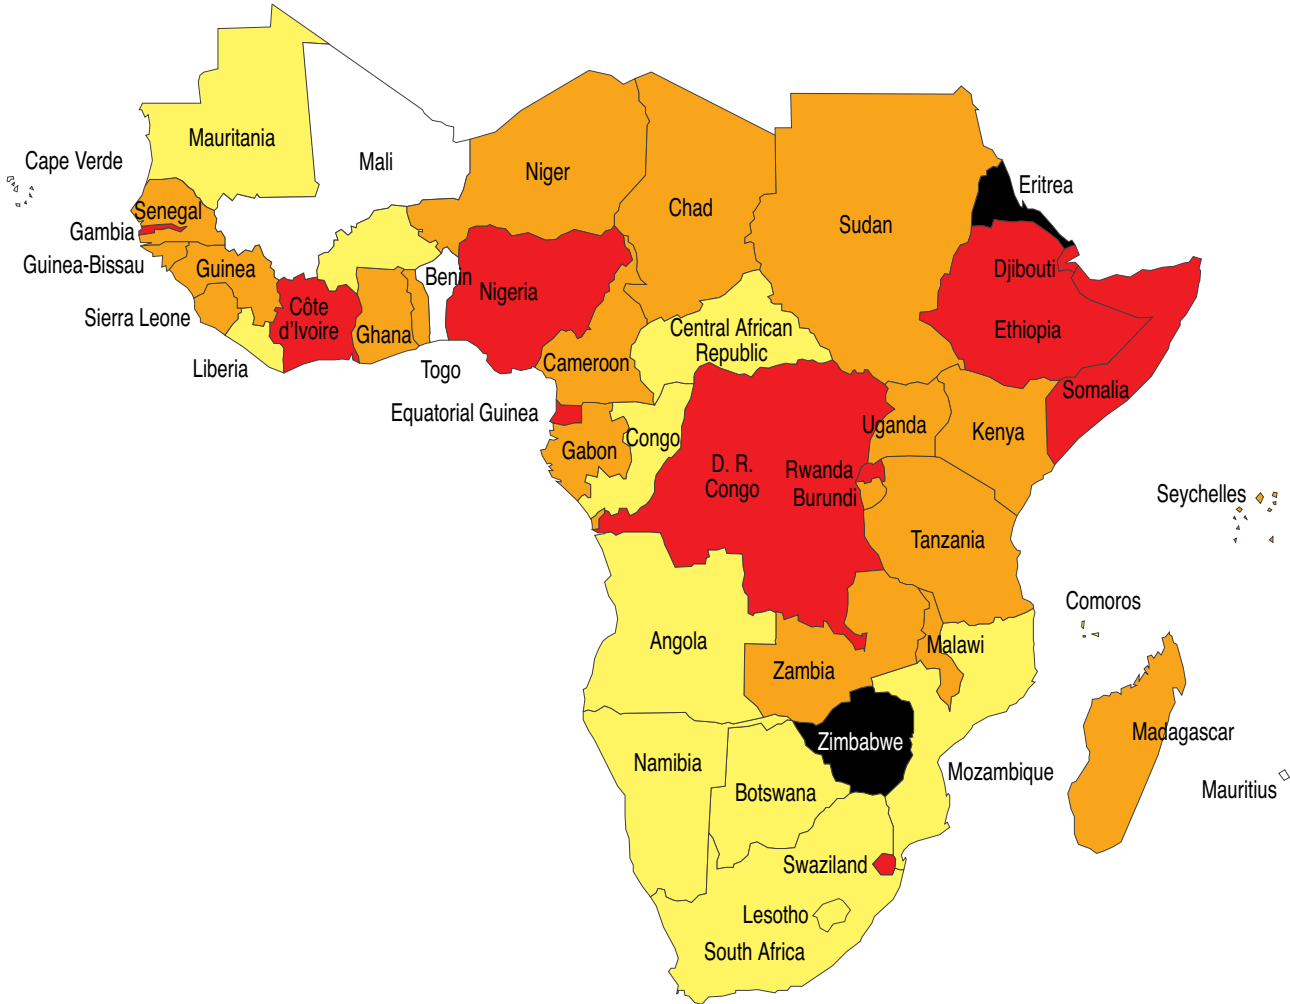 Mauritania
Cape Verde
Mali
Niger
Eritrea
Senegal
Chad
Sudan
Gambia
Guinea-Bissau
Guinea
Benin
Nigeria
Djibouti
Sierra Leone
Côte
d'Ivoire
Ghana
Central African
Republic
Ethiopia
Liberia
Togo
Cameroon
Somalia
Equatorial Guinea
Uganda
Kenya
Gabon
Congo
D. R.
Congo
Rwanda
Burundi
Seychelles
Tanzania
Comoros
Angola
Malawi
Zambia
Madagascar
Zimbabwe
Namibia
Mozambique
Botswana
Mauritius
Swaziland
Lesotho
South Africa